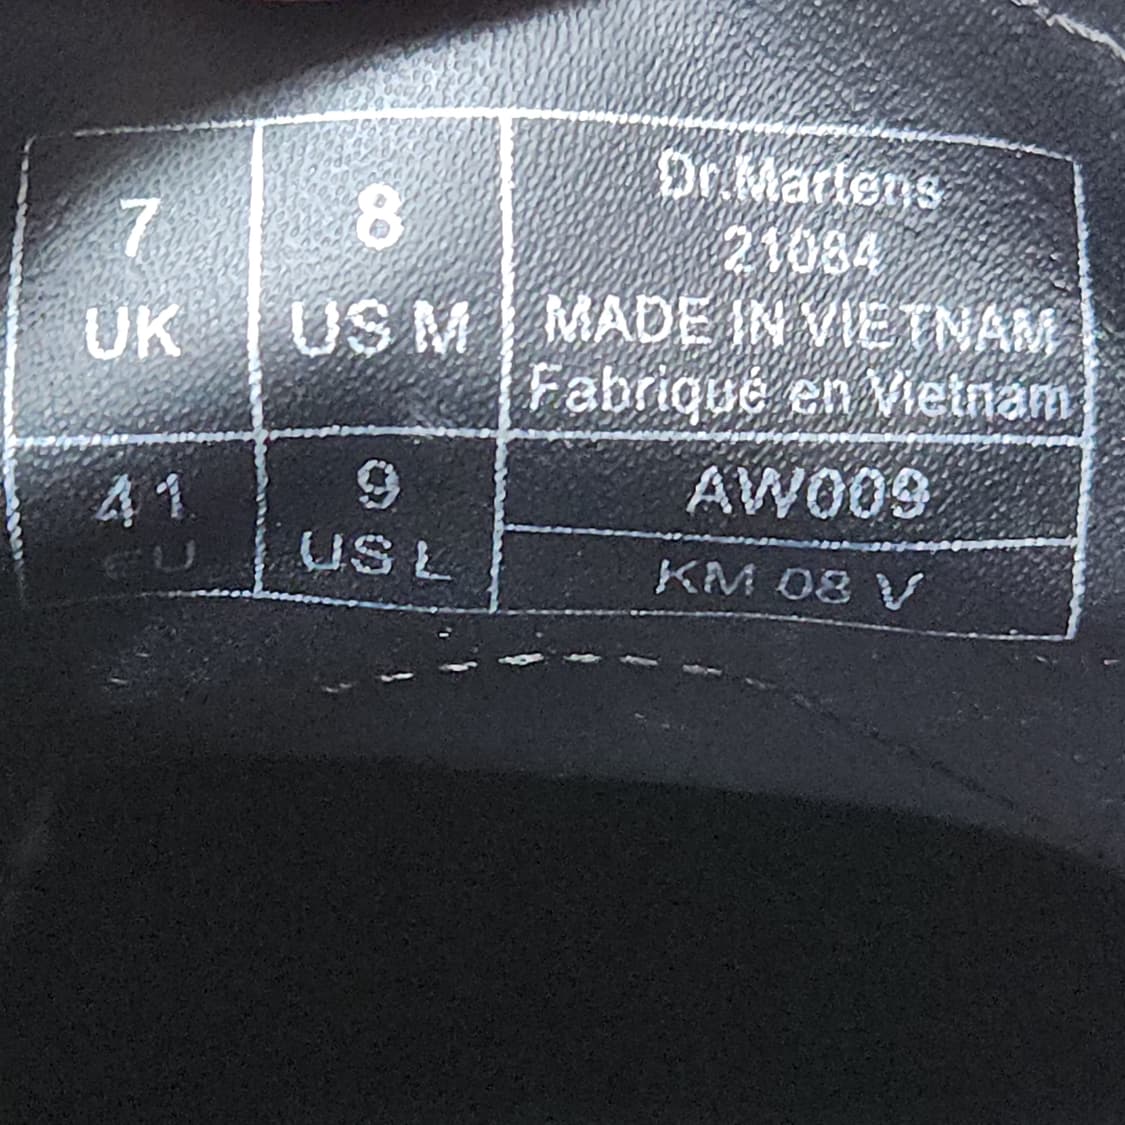 7
UK
8
US M
Dr.Martens
21084
MADE IN VIETNAM
Fabriqué en Vietnam
41
EU
9
US L
AW009
KM 08 V